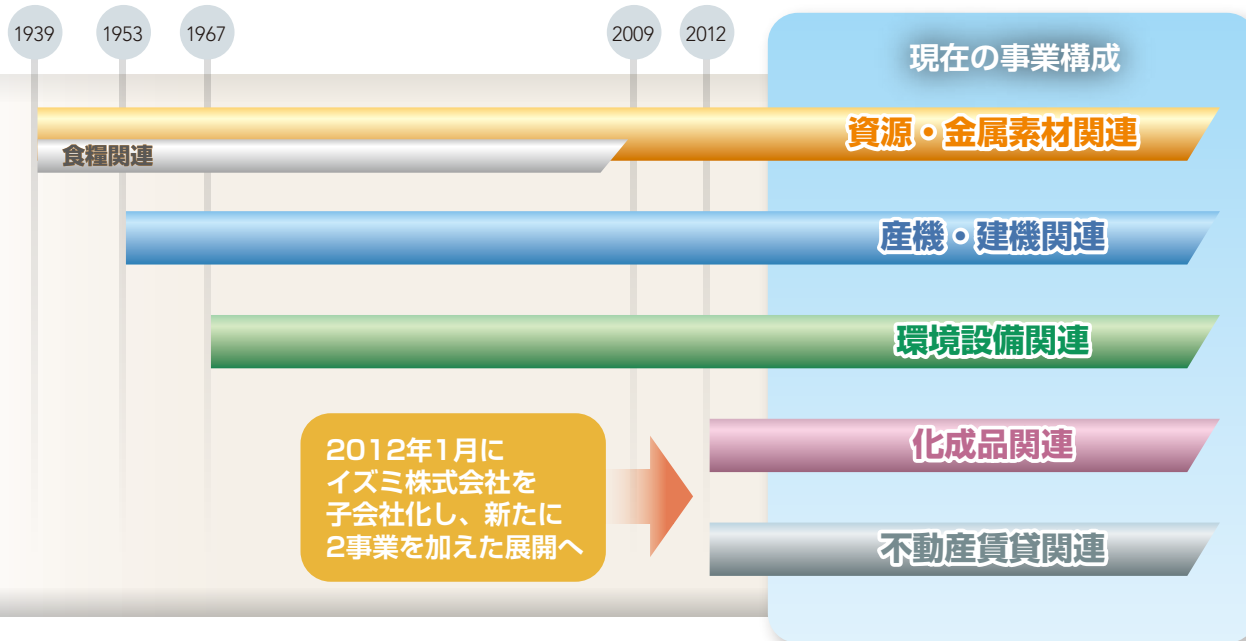 1939
1953
1967
2009
2012
現在の事業構成
資源・金属素材関連
食糧関連
産機・建機関連
環境設備関連
2012年1月に
イズミ株式会社を
子会社化し、新たに
2事業を加えた展開へ
化成品関連
不動産賃貸関連